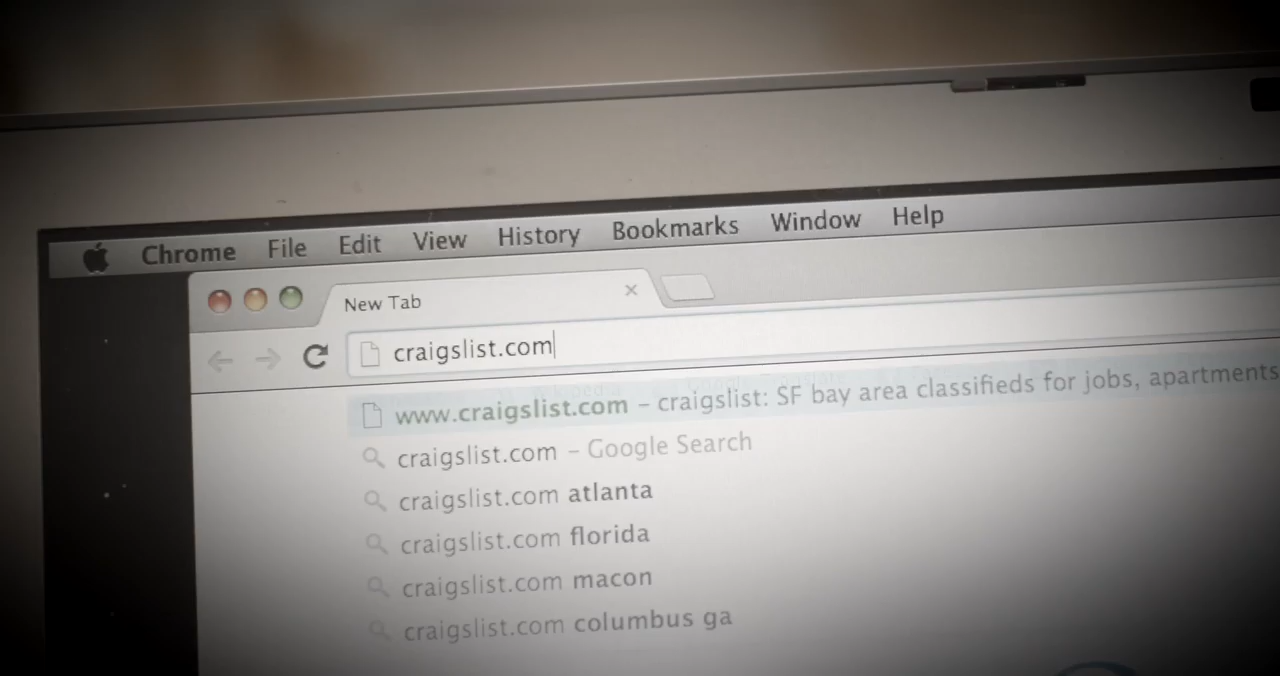 Chrome File Edit View History Bookmarks Window Help
New Tab
craigslist.com
www.craigslist.com – craigslist: SF bay area classifieds for jobs, apartments
craigslist.com – Google Search
craigslist.com atlanta
craigslist.com florida
craigslist.com macon
craigslist.com columbus ga